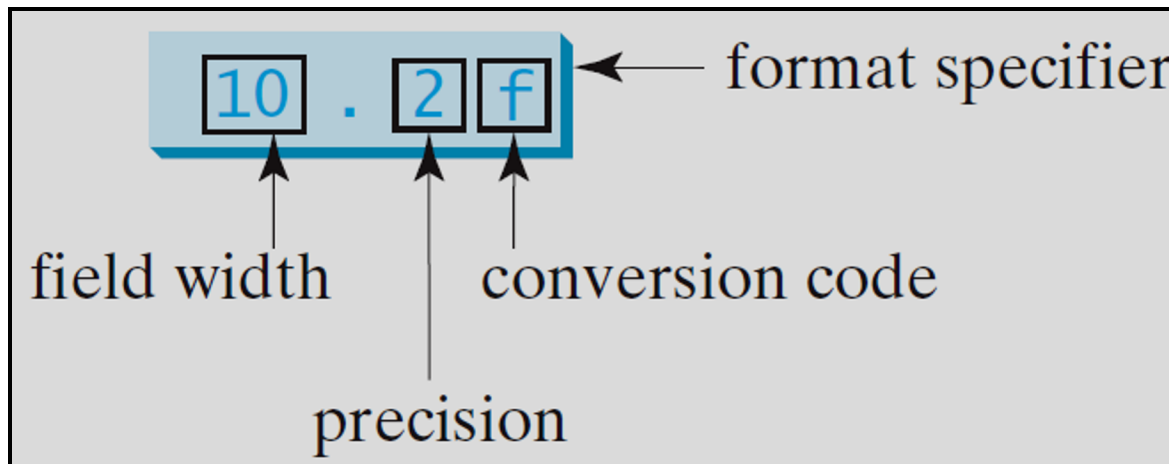 10 . 2 f
format specifier
field width
conversion code
precision